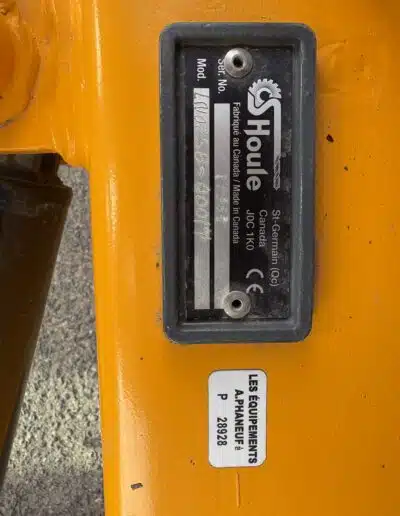 Houle
St-Germain (Qc)
Canada
J0C 1K0
CE
Fabriqué au Canada / Made in Canada
Ser. No.
Mod.
LES ÉQUIPEMENTS
A.PHANEUF
P 28928